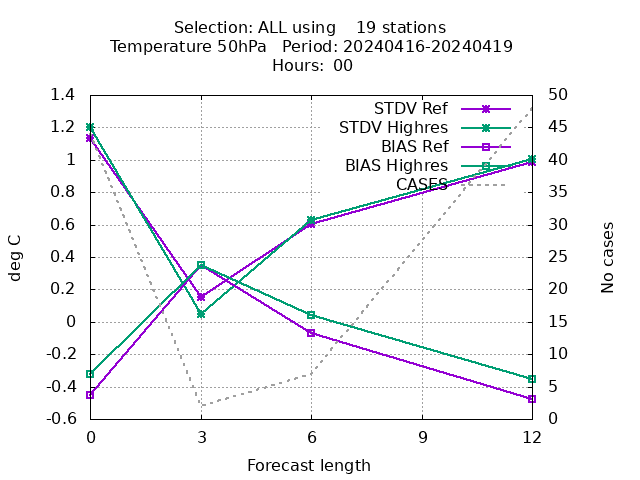 Selection: ALL using    19 stations
Temperature 50hPa   Period: 20240416-20240419
Hours:  00
STDV Ref
STDV Highres
BIAS Ref
BIAS Highres
CASES
deg C
1.4
1.2
1
0.8
0.6
0.4
0.2
0
-0.2
-0.4
-0.6
No cases
50
45
40
35
30
25
20
15
10
5
0
0 3 6 9 12
Forecast length